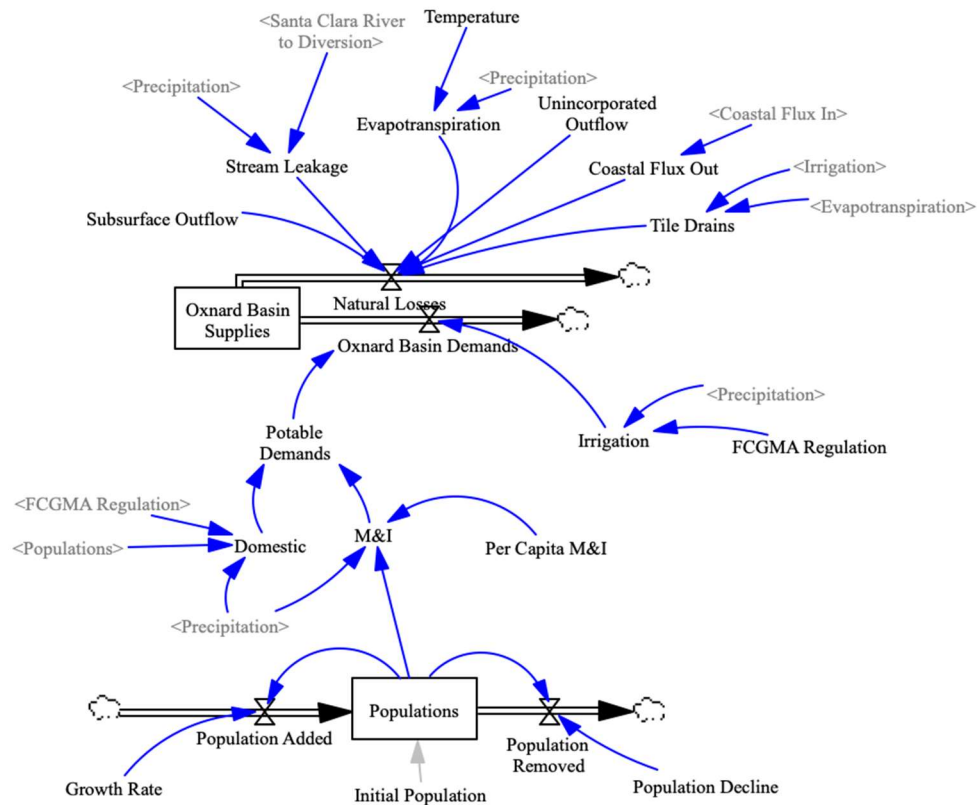 Temperature
<Santa Clara River
to Diversion>
<Precipitation>
<Precipitation>
Unincorporated
Outflow
<Coastal Flux In>
Evapotranspiration
Stream Leakage
Coastal Flux Out
<Irrigation>
<Evapotranspiration>
Subsurface Outflow
Tile Drains
Natural Losses
Oxnard Basin
Supplies
Oxnard Basin Demands
<Precipitation>
Potable
Demands
Irrigation
FCGMA Regulation
<FCGMA Regulation>
<Populations>
Domestic
M&I
Per Capita M&I
<Precipitation>
Populations
Population Added
Population
Removed
Growth Rate
Initial Population
Population Decline